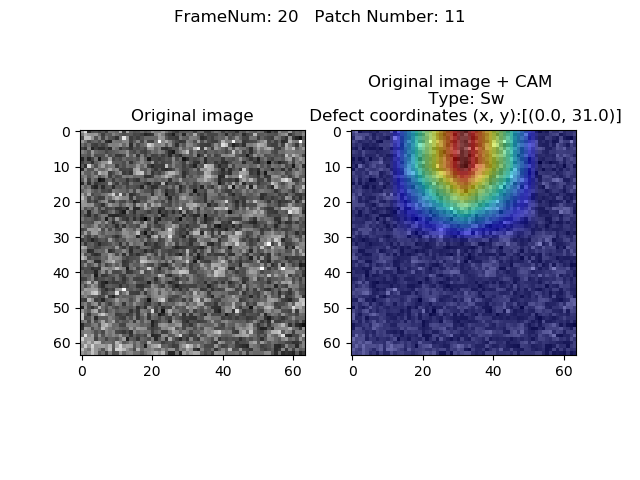 FrameNum: 20   Patch Number: 11
Original image
Original image + CAM
Type: Sw
Defect coordinates (x, y):[(0.0, 31.0)]
0
10
20
30
40
50
60
0 20 40 60
0
10
20
30
40
50
60
0 20 40 60